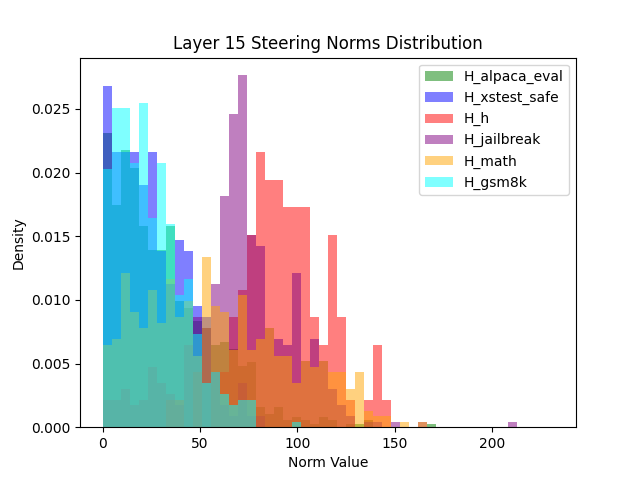 Layer 15 Steering Norms Distribution
H_alpaca_eval
H_xstest_safe
H_h
H_jailbreak
H_math
H_gsm8k
0.025
0.020
0.015
0.010
0.005
0.000
Density
0 50 100 150 200
Norm Value